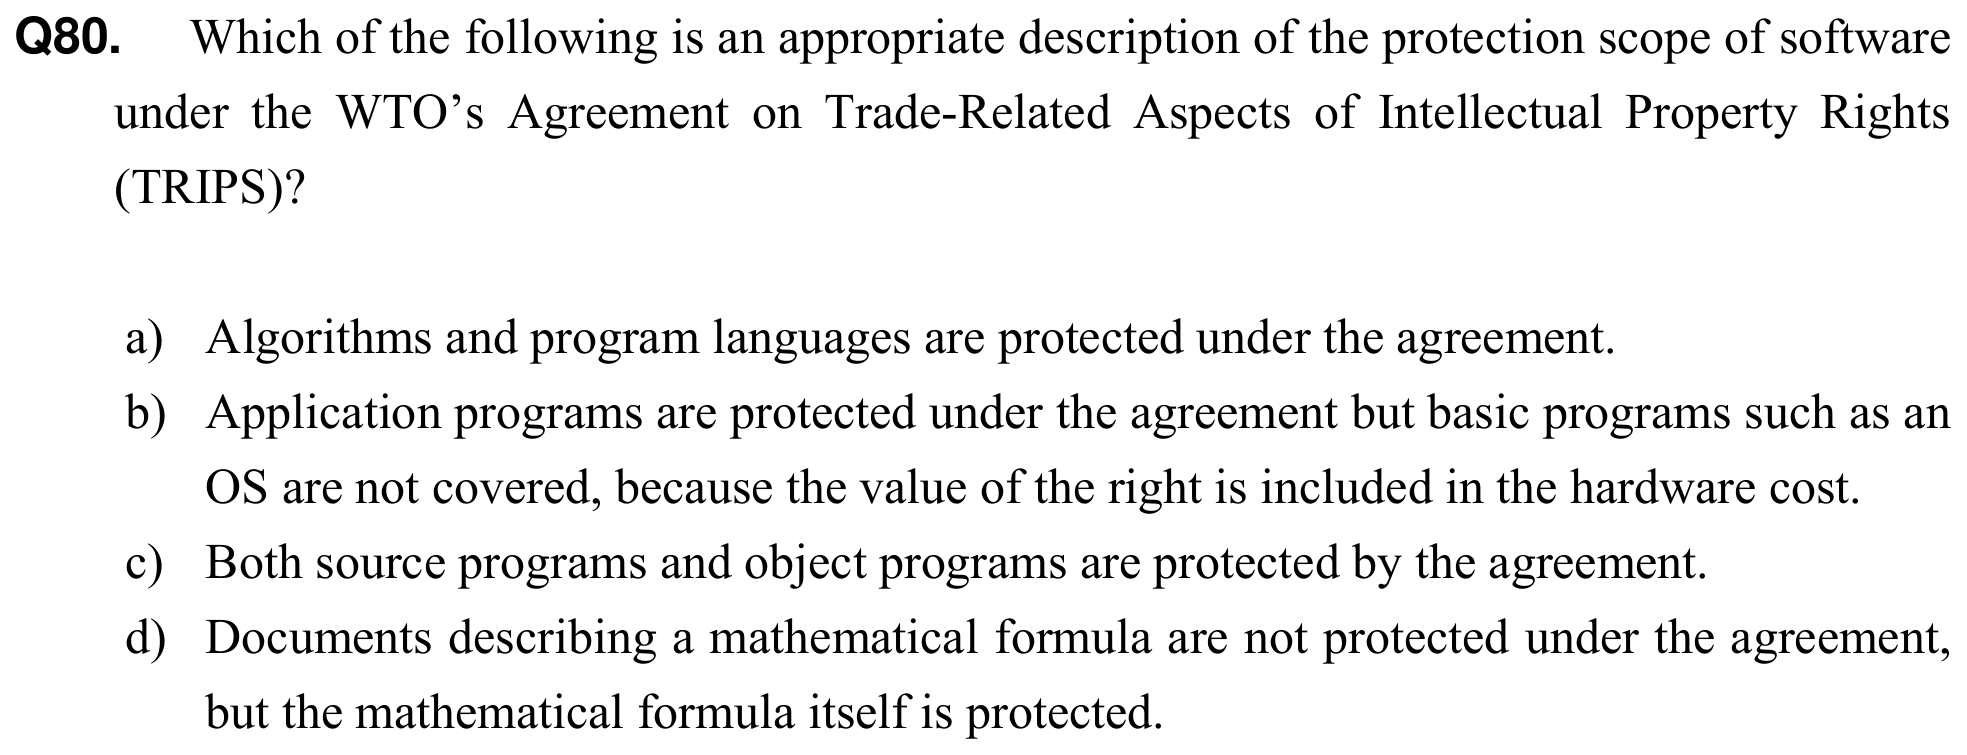 Q80. Which of the following is an appropriate description of the protection scope of software
under the WTO’s Agreement on Trade-Related Aspects of Intellectual Property Rights
(TRIPS)?
a) Algorithms and program languages are protected under the agreement.
b) Application programs are protected under the agreement but basic programs such as an
OS are not covered, because the value of the right is included in the hardware cost.
c) Both source programs and object programs are protected by the agreement.
d) Documents describing a mathematical formula are not protected under the agreement,
but the mathematical formula itself is protected.